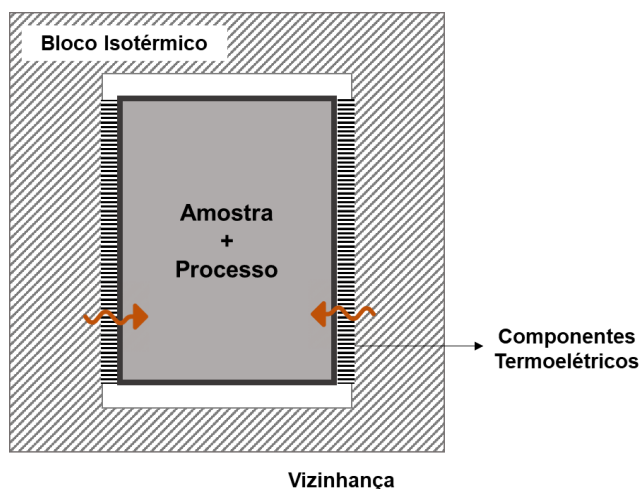 Bloco Isotérmico
Amostra
+
Processo
Componentes
Termoelétricos
Vizinhança